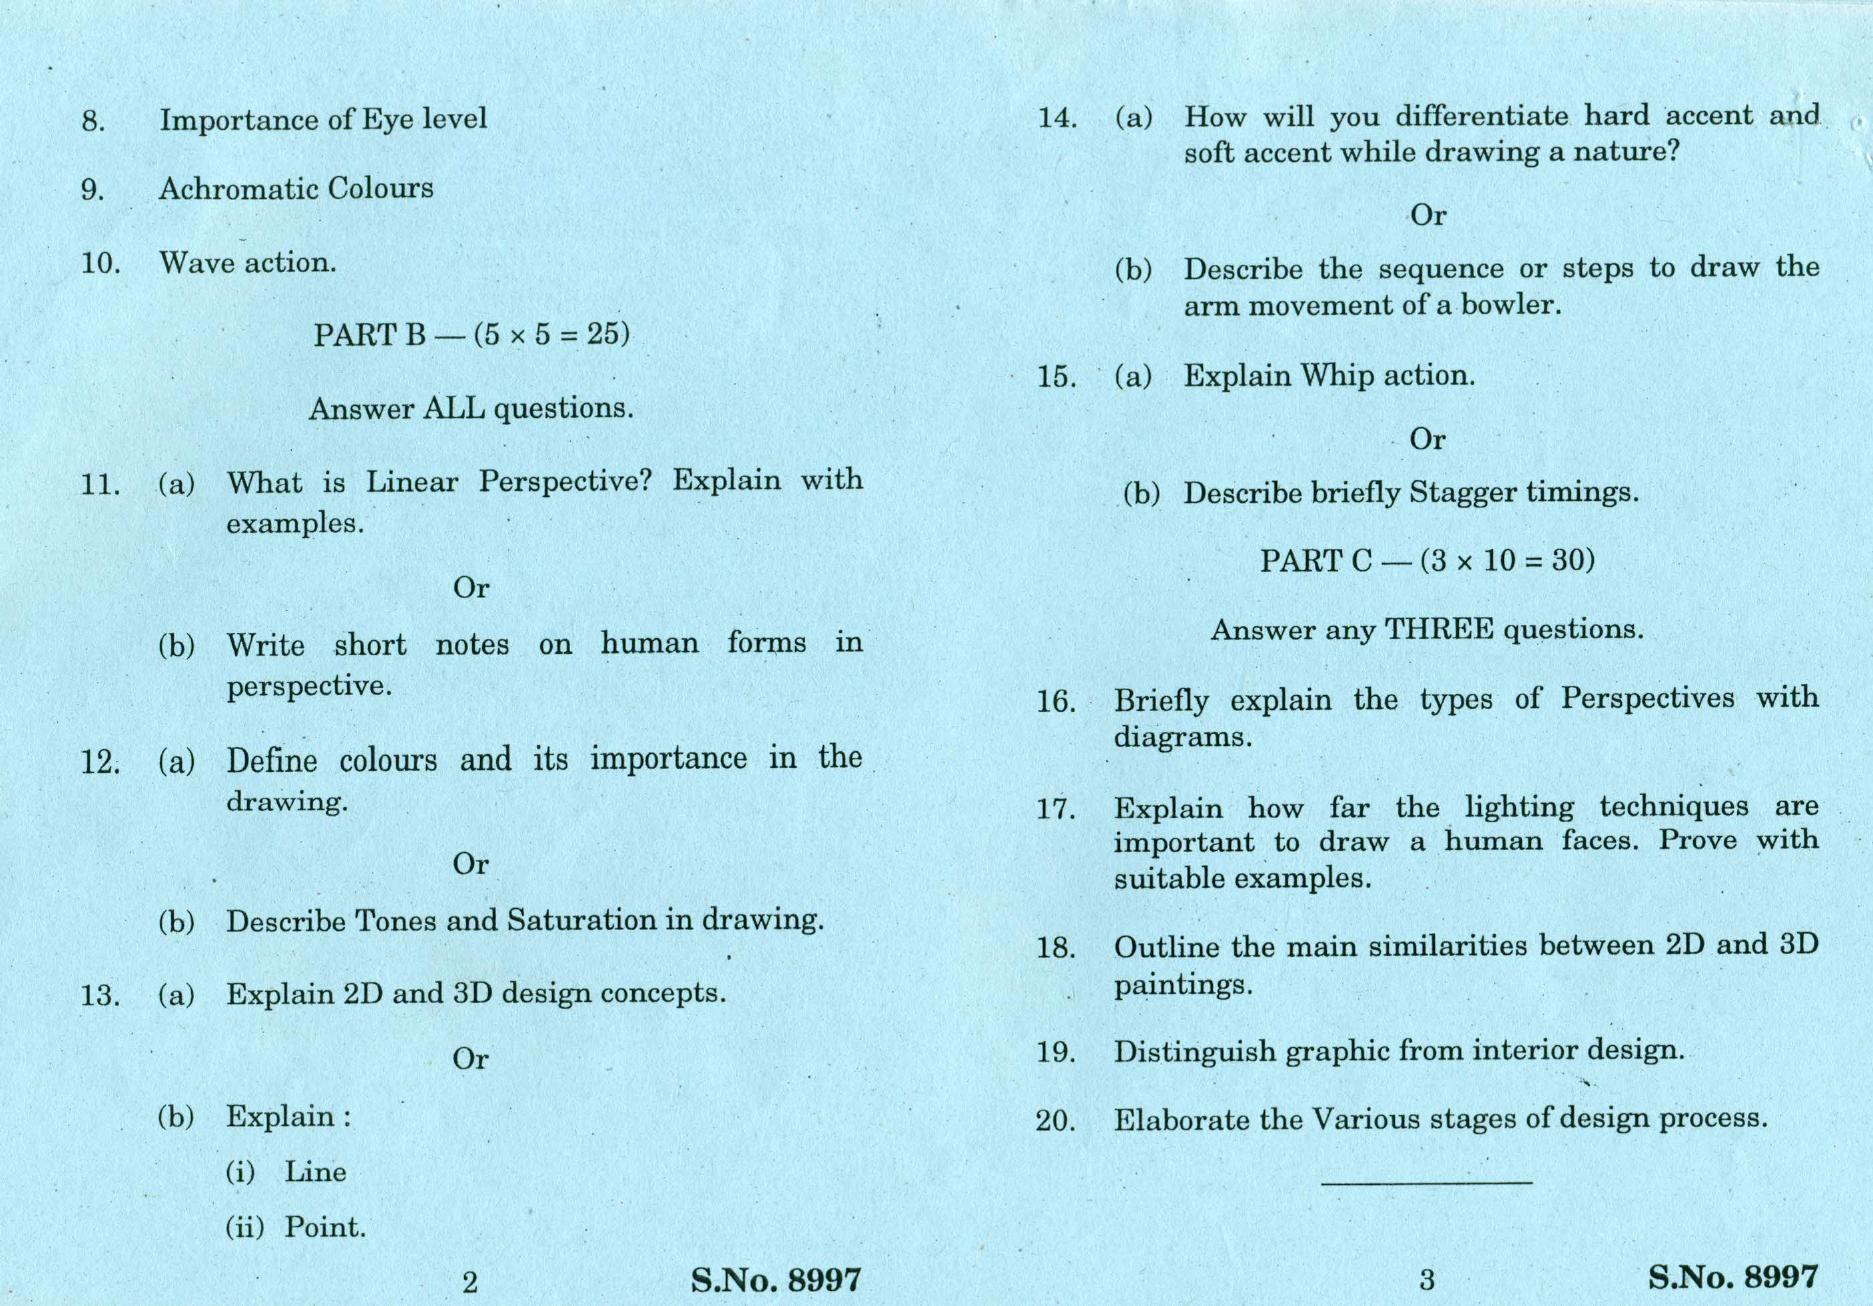 8. Importance of Eye level
9. Achromatic Colours
10. Wave action.
PART B — (5 × 5 = 25)
Answer ALL questions.
11. (a) What is Linear Perspective? Explain with
examples.
Or
(b) Write short notes on human forms in
perspective.
12. (a) Define colours and its importance in the
drawing.
Or
(b) Describe Tones and Saturation in drawing.
13. (a) Explain 2D and 3D design concepts.
Or
(b) Explain :
(i) Line
(ii) Point.
2 S.No. 8997
14. (a) How will you differentiate hard accent and
soft accent while drawing a nature?
Or
(b) Describe the sequence or steps to draw the
arm movement of a bowler.
15. (a) Explain Whip action.
Or
(b) Describe briefly Stagger timings.
PART C — (3 × 10 = 30)
Answer any THREE questions.
16. Briefly explain the types of Perspectives with
diagrams.
17. Explain how far the lighting techniques are
important to draw a human faces. Prove with
suitable examples.
18. Outline the main similarities between 2D and 3D
paintings.
19. Distinguish graphic from interior design.
20. Elaborate the Various stages of design process.
3 S.No. 8997